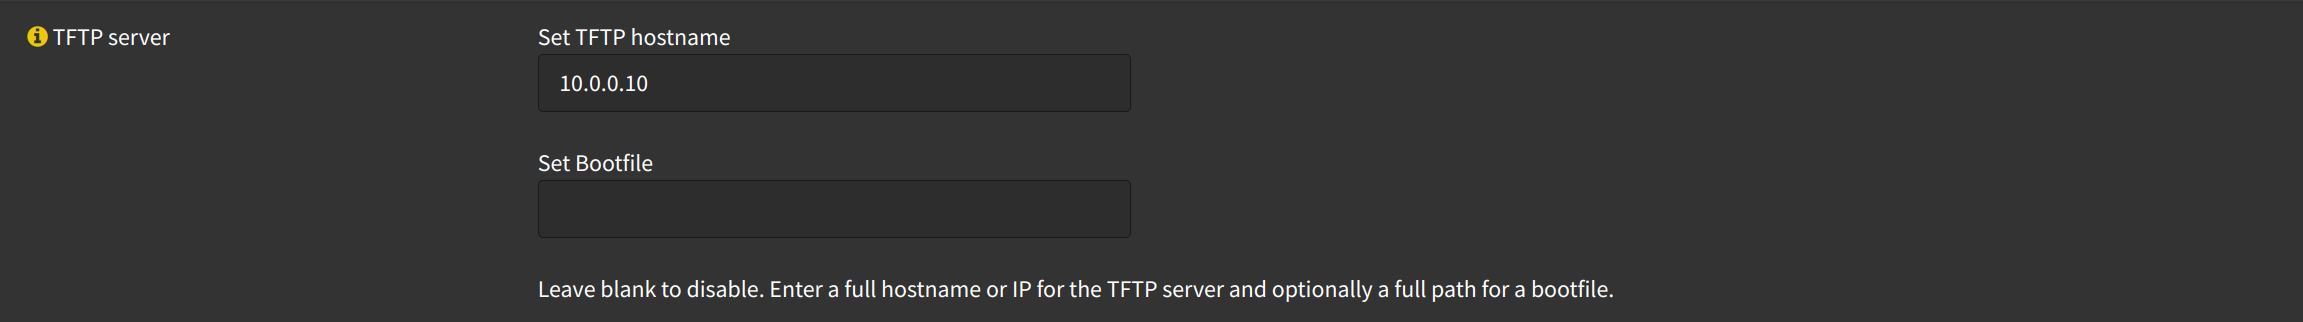 TFTP server
Set TFTP hostname
10.0.0.10
Set Bootfile
Leave blank to disable. Enter a full hostname or IP for the TFTP server and optionally a full path for a bootfile.